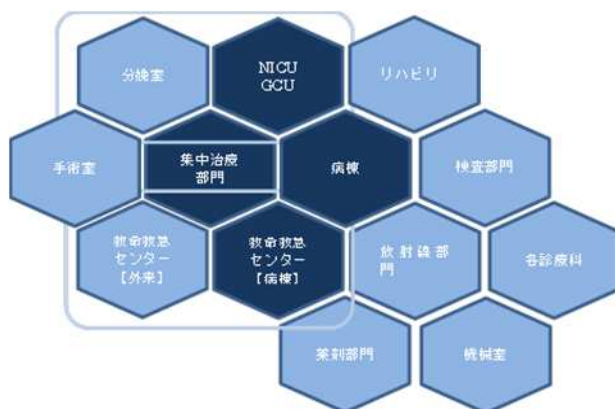 分娩室
NICU
GCU
リハビリ
手術室
集中治療
部門
病棟
検査部門
救命救急
センター
【外来】
救命救急
センター
【病棟】
放射線部
門
各診療科
薬剤部門
機械室